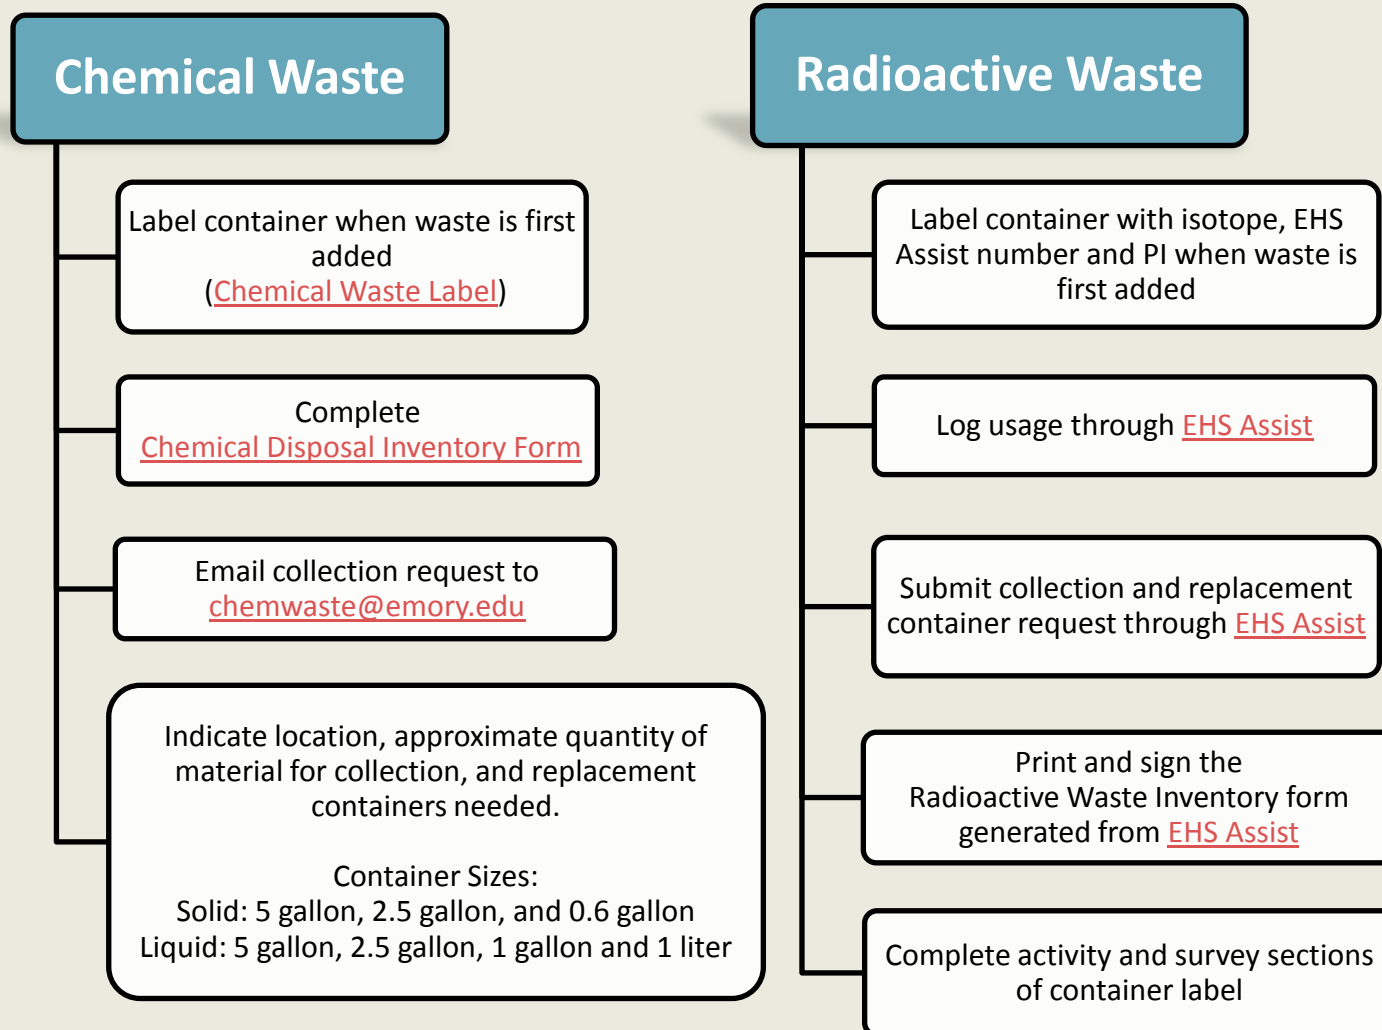 Chemical Waste
Label container when waste is first
added
(Chemical Waste Label)
Complete
Chemical Disposal Inventory Form
Email collection request to
chemwaste@emory.edu
Indicate location, approximate quantity of
material for collection, and replacement
containers needed.
Container Sizes:
Solid: 5 gallon, 2.5 gallon, and 0.6 gallon
Liquid: 5 gallon, 2.5 gallon, 1 gallon and 1 liter
Radioactive Waste
Label container with isotope, EHS
Assist number and PI when waste is
first added
Log usage through EHS Assist
Submit collection and replacement
container request through EHS Assist
Print and sign the
Radioactive Waste Inventory form
generated from EHS Assist
Complete activity and survey sections
of container label